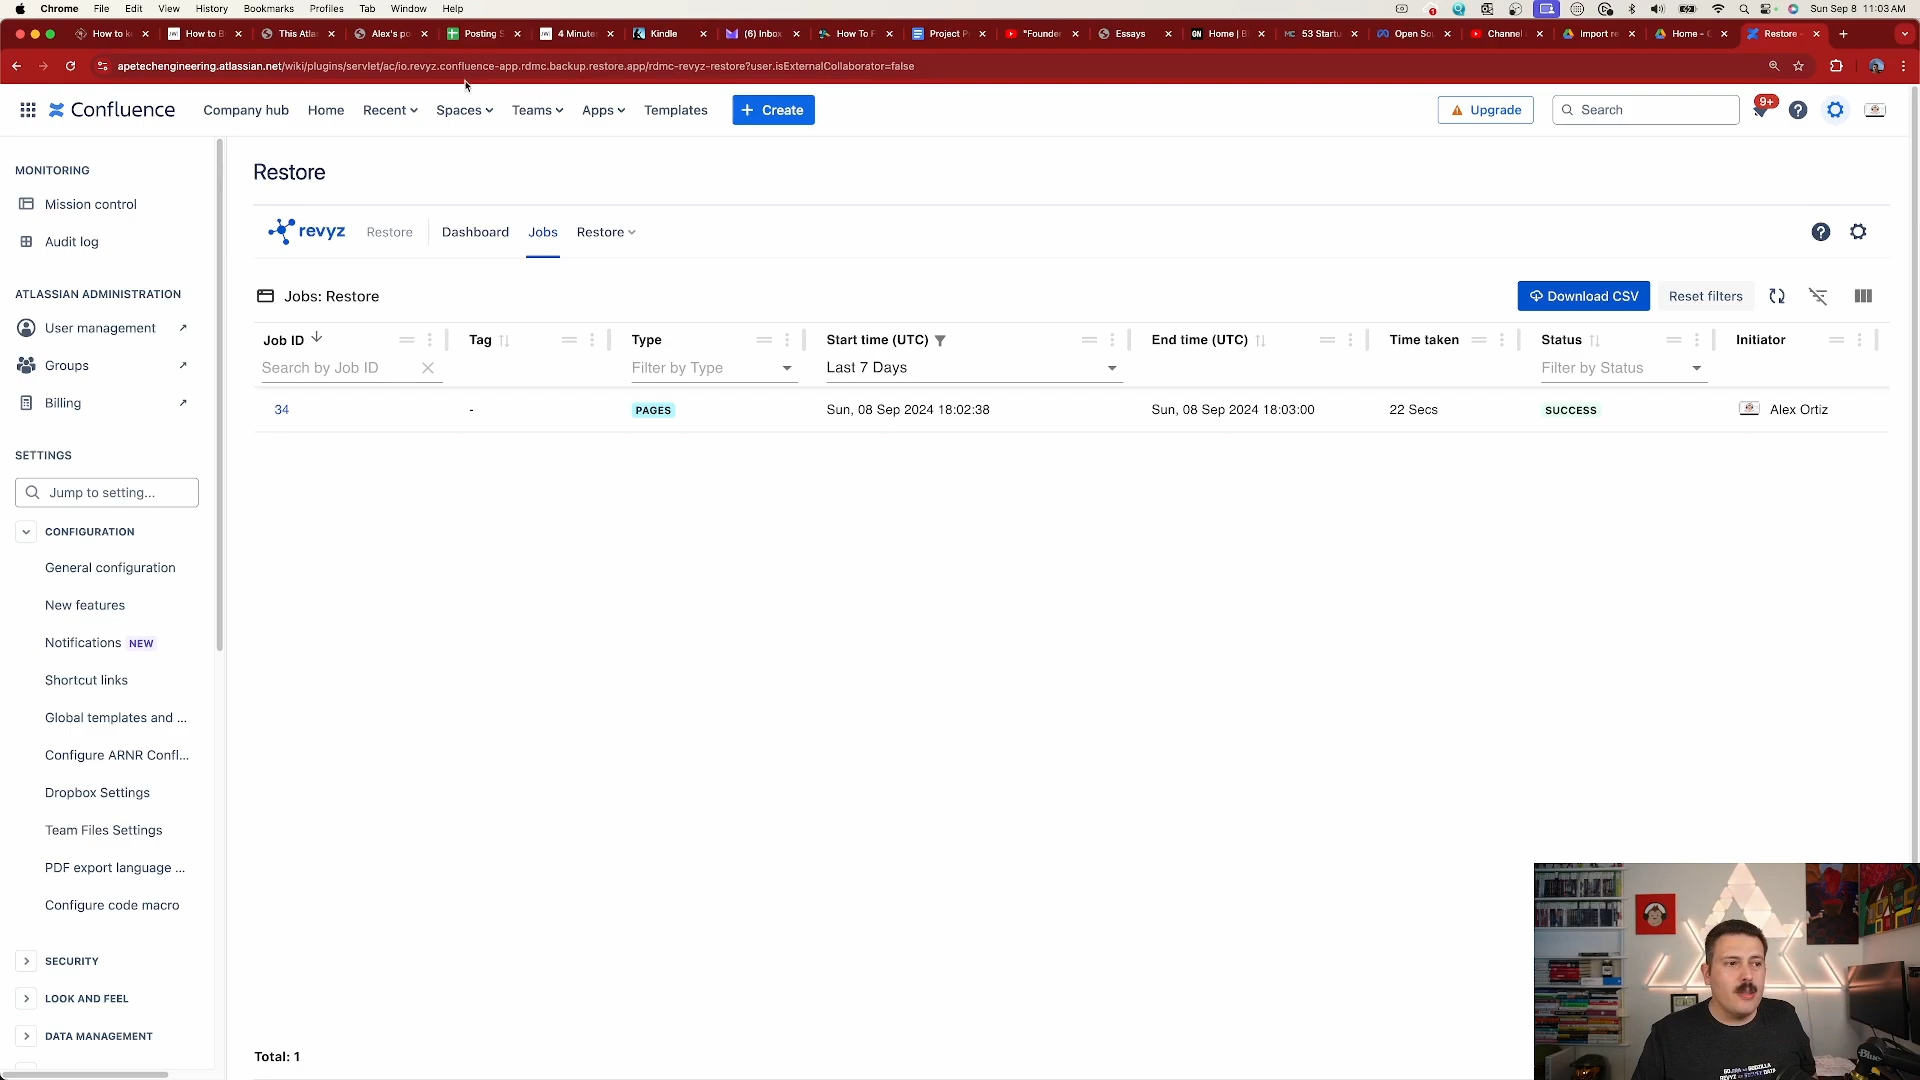 Chrome File Edit View History Bookmarks Profiles Tab Window Help Sun Sep 8 11:03 AM
How to k How to B This Atla Alex's po Posting S 4 Minute Kindle (6) Inbox How To F Project P "Founder Essays Home | B 53 Startu Open So Channel Import re Home - Restore -
apetechengineering.atlassian.net/wiki/plugins/servlet/ac/io.revyz.confluence-app.rdmc.backup.restore.app/rdmc-revyz-restore?user.isExternalCollaborator=false
Confluence Company hub Home Recent Spaces Teams Apps Templates + Create Upgrade Search 9+
MONITORING
Mission control
Audit log
ATLASSIAN ADMINISTRATION
User management
Groups
Billing
SETTINGS
Jump to setting...
CONFIGURATION
General configuration
New features
Notifications NEW
Shortcut links
Global templates and ...
Configure ARNR Confl...
Dropbox Settings
Team Files Settings
PDF export language ...
Configure code macro
SECURITY
LOOK AND FEEL
DATA MANAGEMENT
Restore
revyz Restore Dashboard Jobs Restore
Jobs: Restore Download CSV Reset filters
Job ID Tag Type Start time (UTC) End time (UTC) Time taken Status Initiator
Search by Job ID Filter by Type Last 7 Days Filter by Status
34 - PAGES Sun, 08 Sep 2024 18:02:38 Sun, 08 Sep 2024 18:03:00 22 Secs SUCCESS Alex Ortiz
Total: 1
Blue